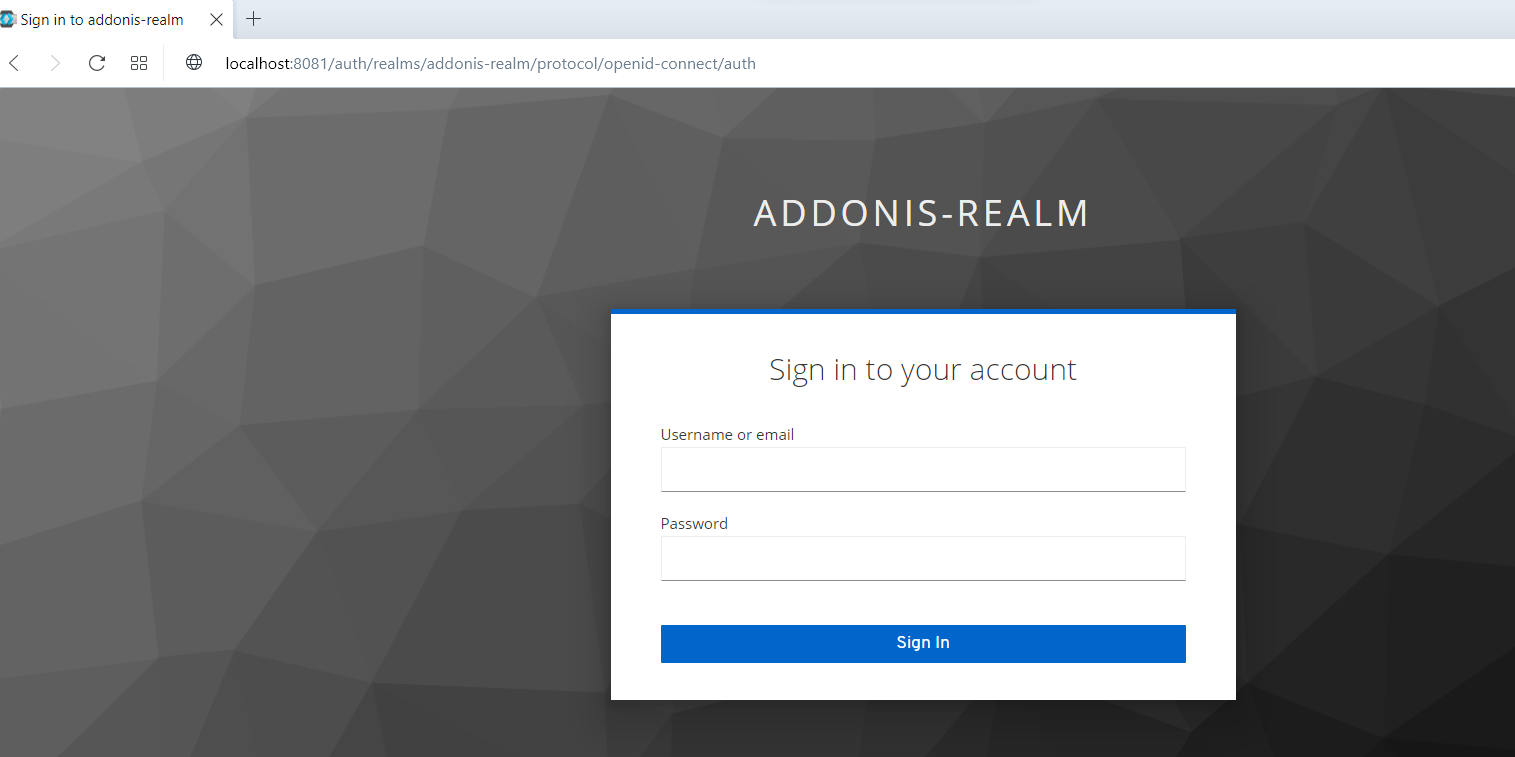 Sign in to addonis-realm
localhost:8081/auth/realms/addonis-realm/protocol/openid-connect/auth
ADDONIS-REALM
Sign in to your account
Username or email
Password
Sign In